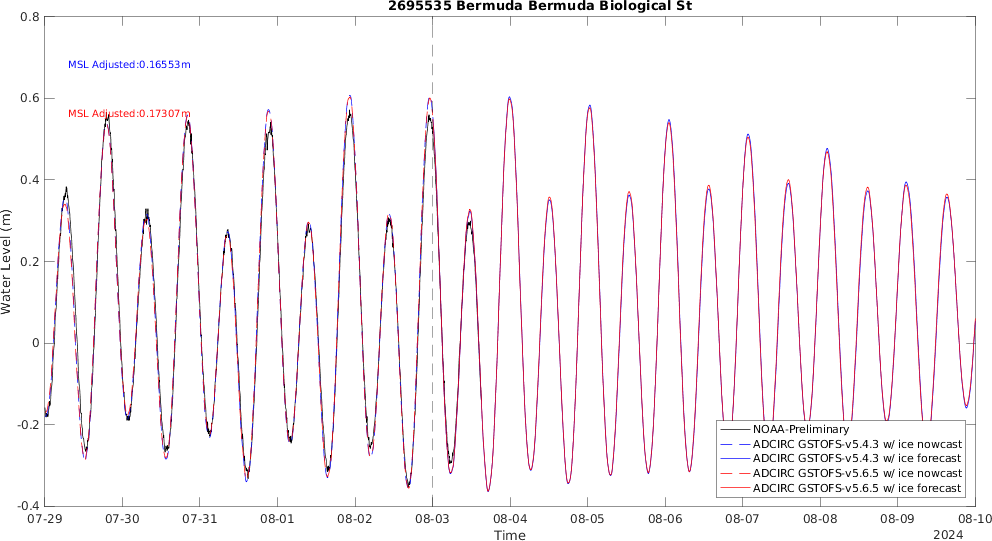 2695535 Bermuda Bermuda Biological St
0.8
MSL Adjusted:0.16553m
0.6
MSL Adjusted:0.17307m
0.4
0.2
0
-0.2
-0.4
Water Level (m)
NOAA-Preliminary
ADCIRC GSTOFS-v5.4.3 w/ ice nowcast
ADCIRC GSTOFS-v5.4.3 w/ ice forecast
ADCIRC GSTOFS-v5.6.5 w/ ice nowcast
ADCIRC GSTOFS-v5.6.5 w/ ice forecast
07-29 07-30 07-31 08-01 08-02 08-03 08-04 08-05 08-06 08-07 08-08 08-09 08-10
Time
2024